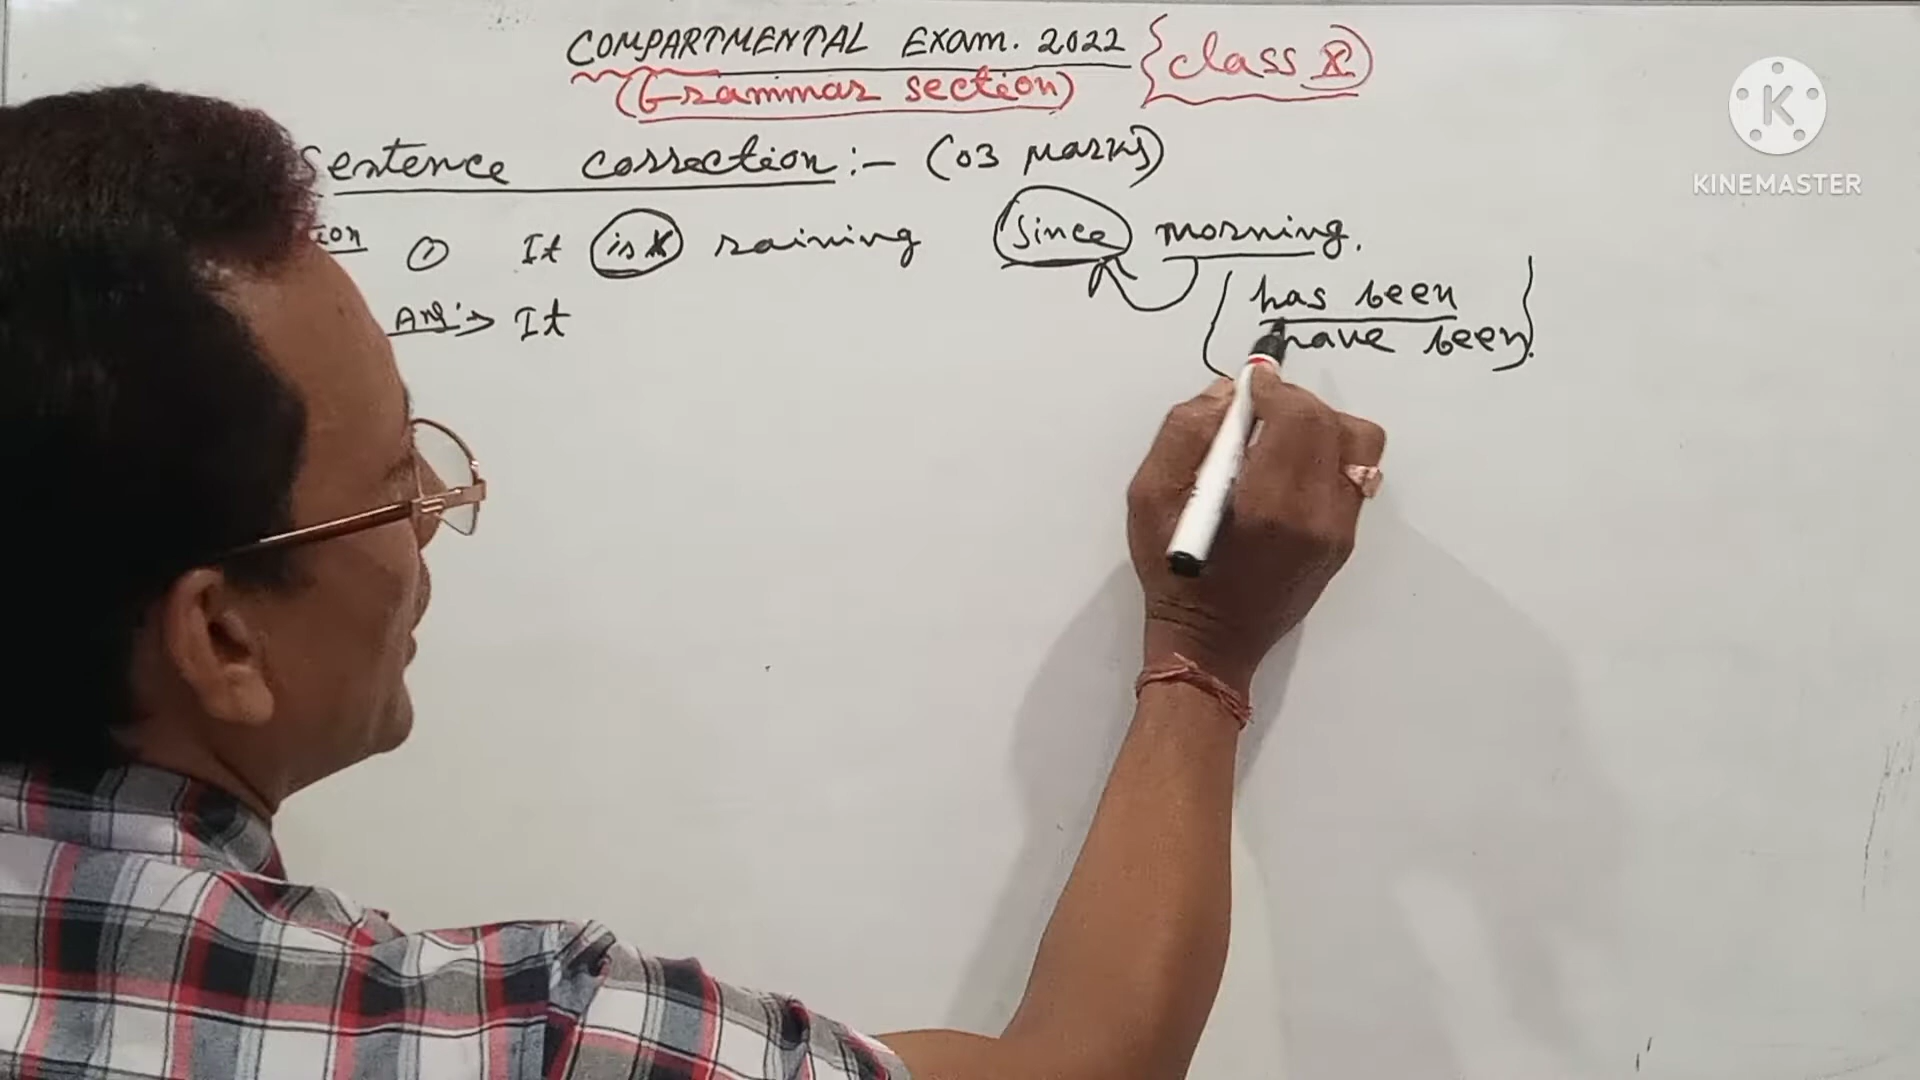 COMPARTMENTAL EXAM. 2022 {class X
(Grammar section)
Sentence correction :- (03 marks)
① It is raining since morning.
has been
Ans:→ It
have been.
KINEMASTER